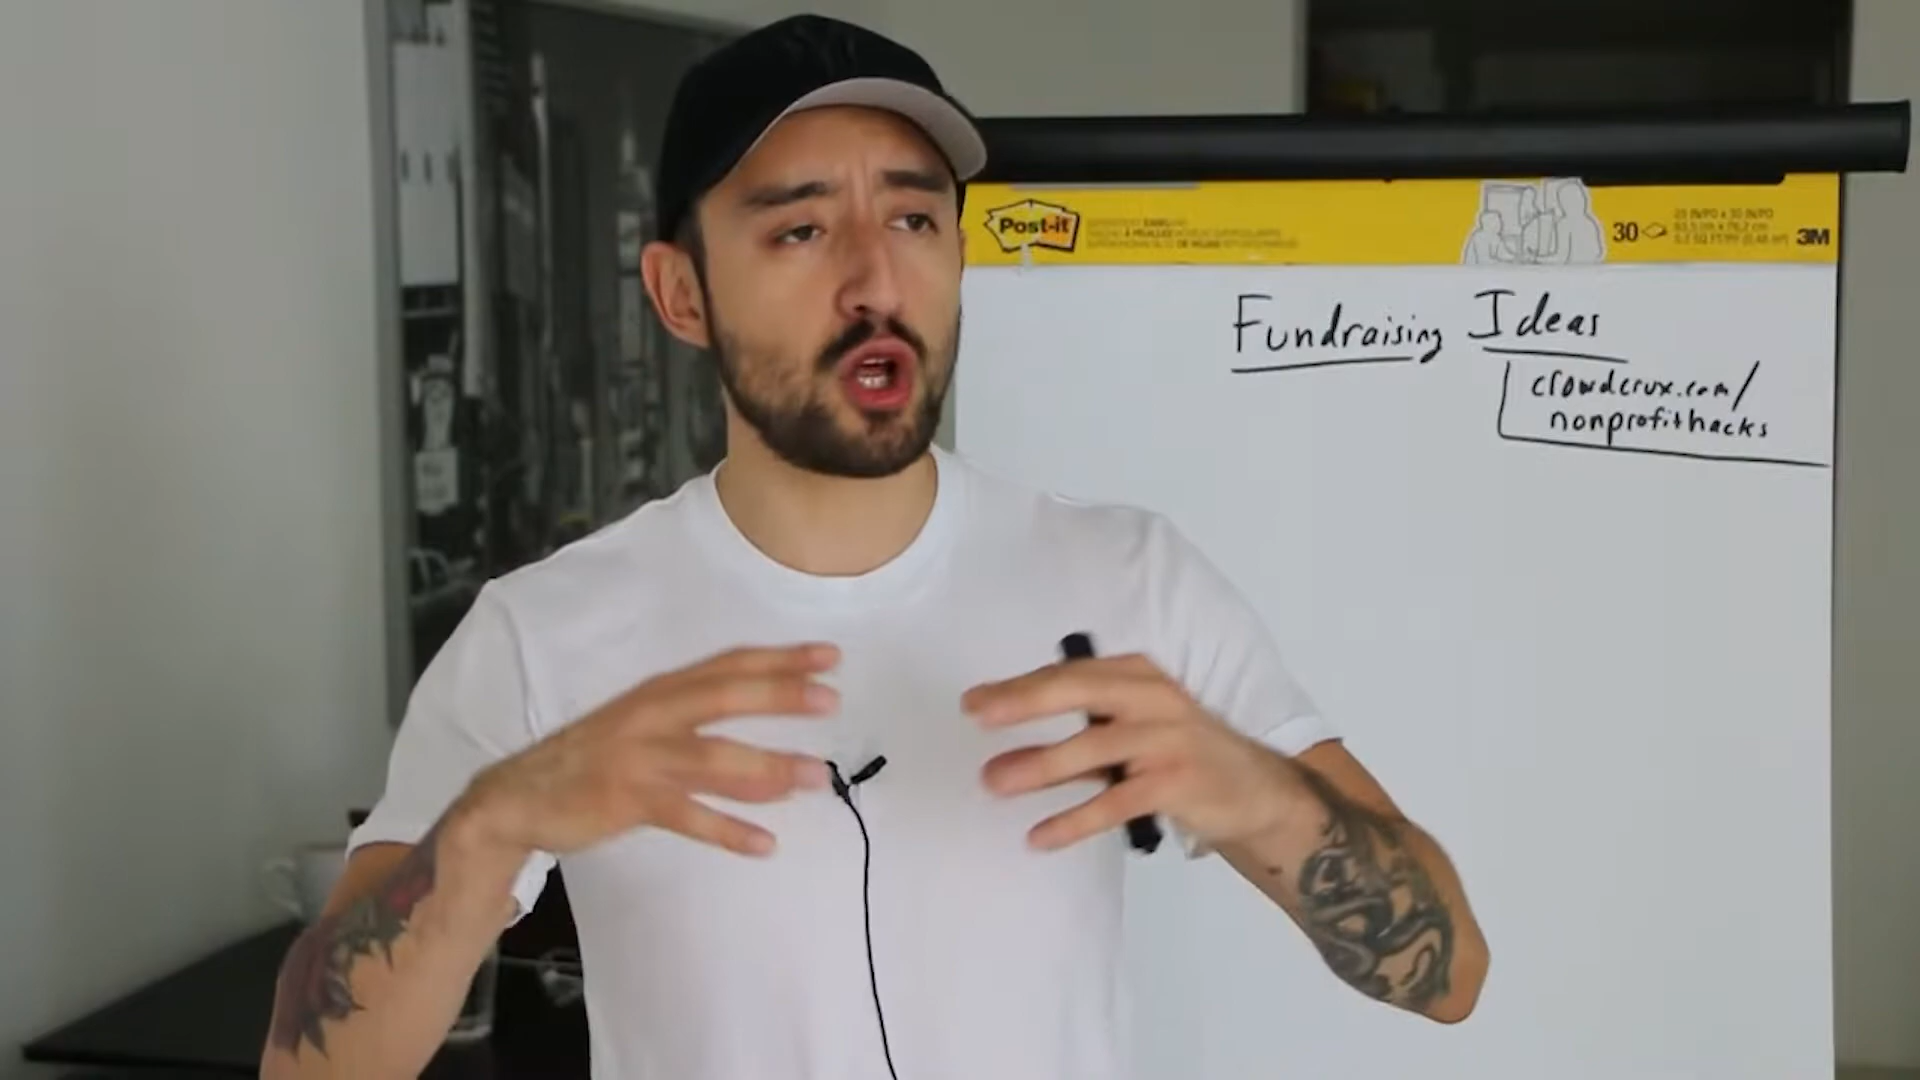 Post-it
30
3M
Fundraising Ideas
crowdcrux.com/
nonprofithacks